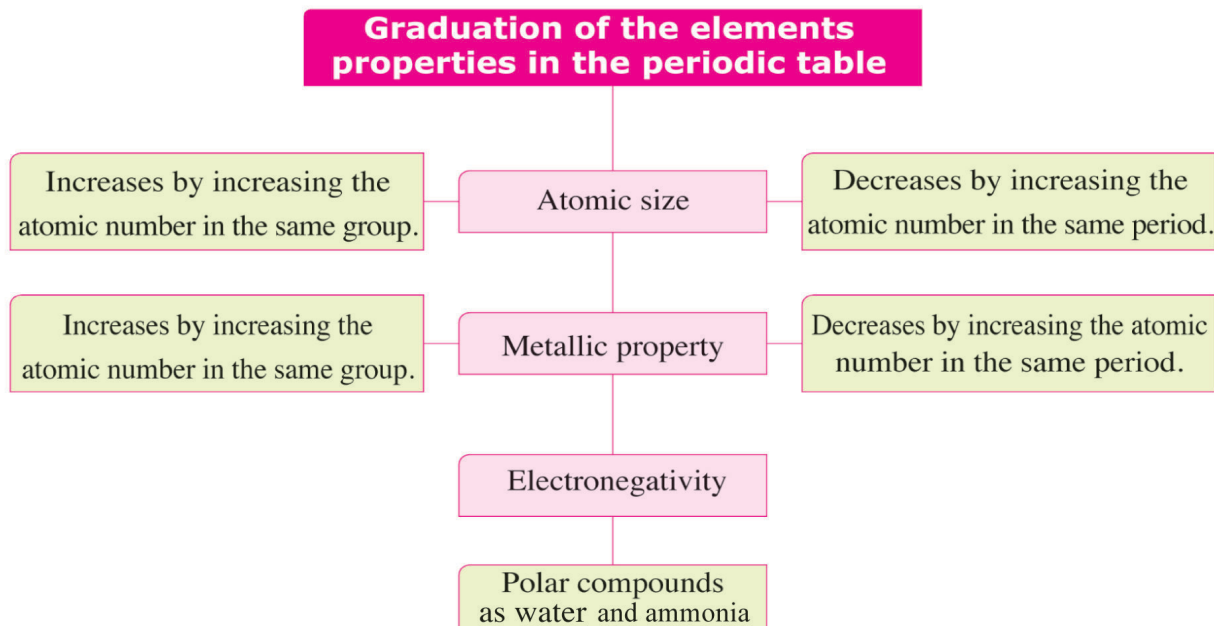 Graduation of the elements
properties in the periodic table
Increases by increasing the
atomic number in the same group.
Atomic size
Decreases by increasing the
atomic number in the same period.
Increases by increasing the
atomic number in the same group.
Metallic property
Decreases by increasing the atomic
number in the same period.
Electronegativity
Polar compounds
as water and ammonia